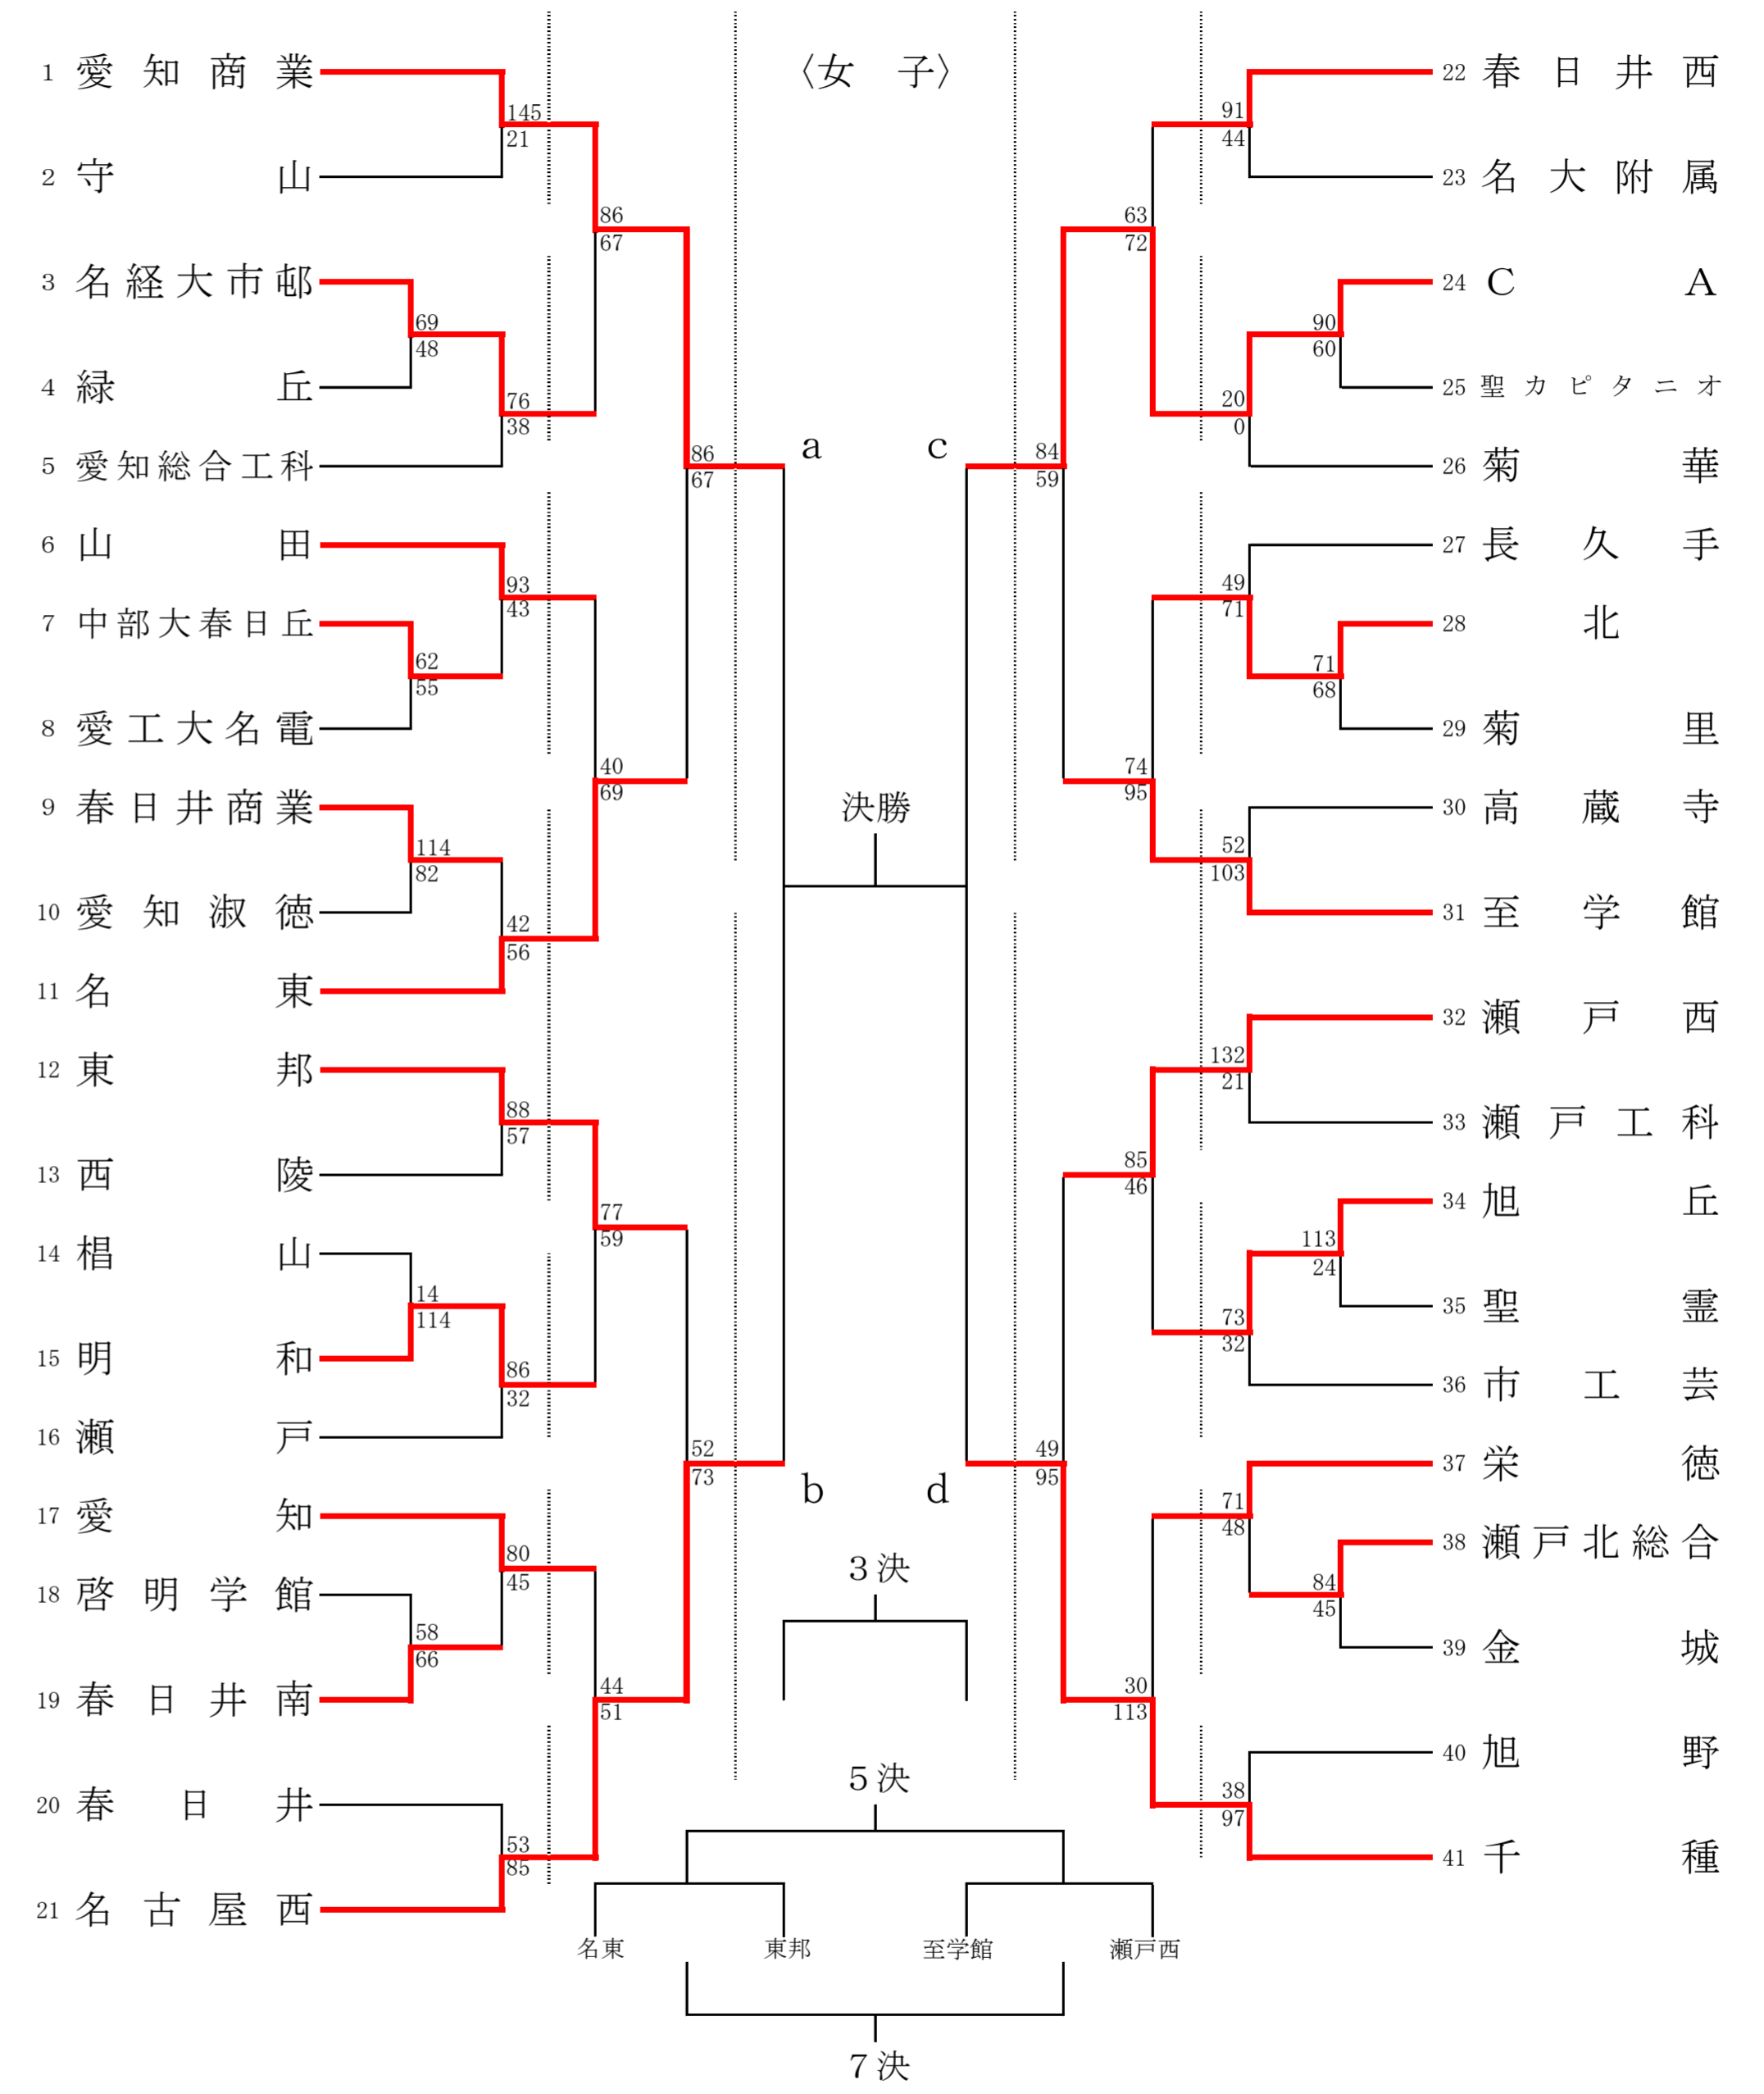 〈女 子〉
1 愛知商業
2 守山
3 名経大市邨
4 緑丘
5 愛知総合工科
6 山田
7 中部大春日丘
8 愛工大名電
9 春日井商業
10 愛知淑徳
11 名東
12 東邦
13 西陵
14 椙山
15 明和
16 瀬戸
17 愛知
18 啓明学館
19 春日井南
20 春日井
21 名古屋西
145
21
69
48
76
38
93
43
62
55
114
82
42
56
88
57
14
114
86
32
80
45
58
66
53
85
86
67
40
69
77
59
44
51
86
67
52
73
a
b
c
d
決勝
3決
5決
名東
東邦
至学館
瀬戸西
7決
84
59
49
95
63
72
74
95
85
46
30
113
91
44
90
60
20
0
49
71
71
68
52
103
132
21
113
24
73
32
71
48
84
45
38
97
22 春日井西
23 名大附属
24 CA
25 聖カピタニオ
26 菊華
27 長久手
28 北
29 菊里
30 高蔵寺
31 至学館
32 瀬戸西
33 瀬戸工科
34 旭丘
35 聖霊
36 市工芸
37 栄徳
38 瀬戸北総合
39 金城
40 旭野
41 千種